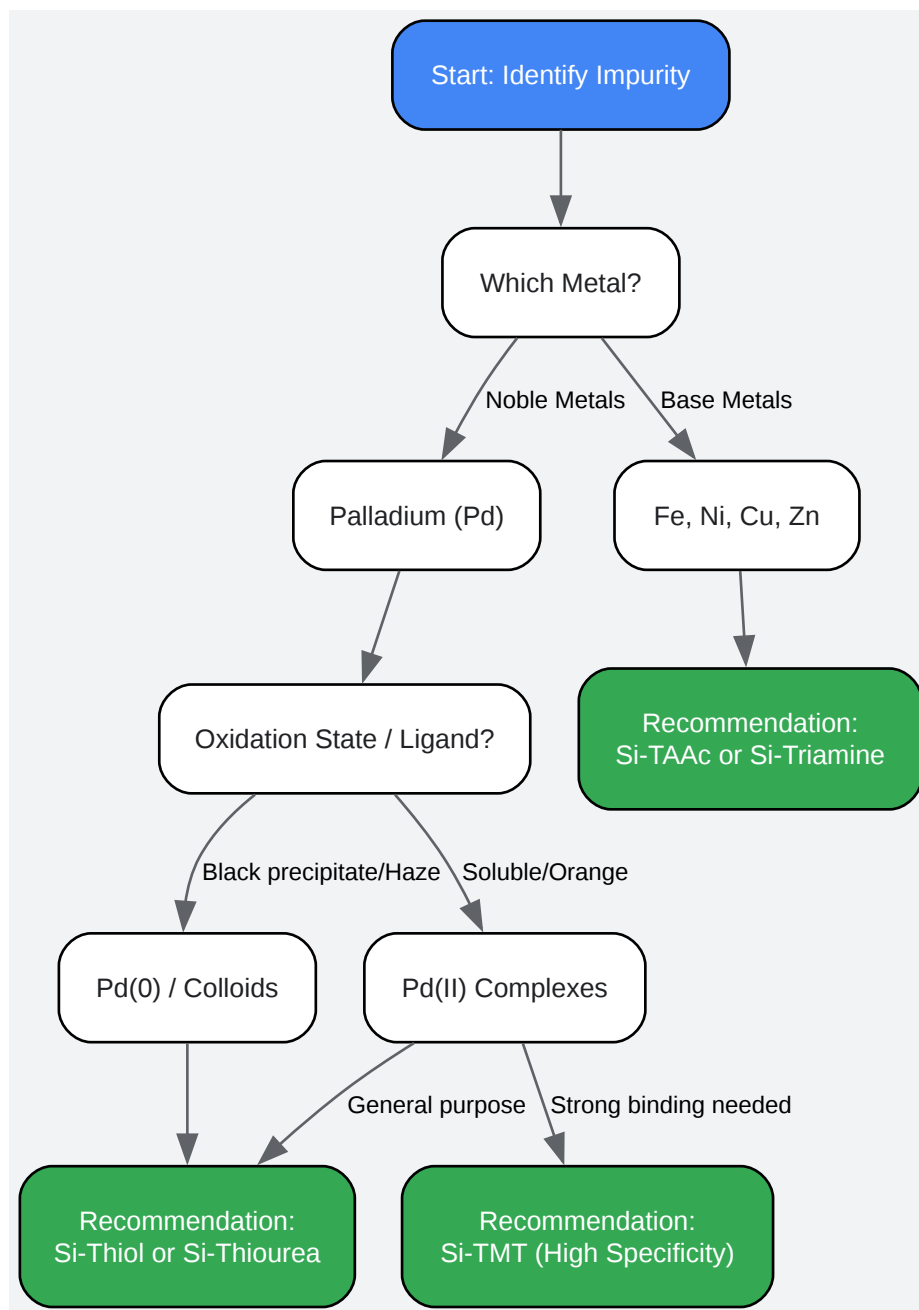 Start: Identify Impurity
Which Metal?
Noble Metals
Base Metals
Palladium (Pd)
Fe, Ni, Cu, Zn
Oxidation State / Ligand?
Recommendation:
Si-TAAc or Si-Triamine
Black precipitate/Haze
Soluble/Orange
Pd(0) / Colloids
Pd(II) Complexes
General purpose
Strong binding needed
Recommendation:
Si-Thiol or Si-Thiourea
Recommendation:
Si-TMT (High Specificity)